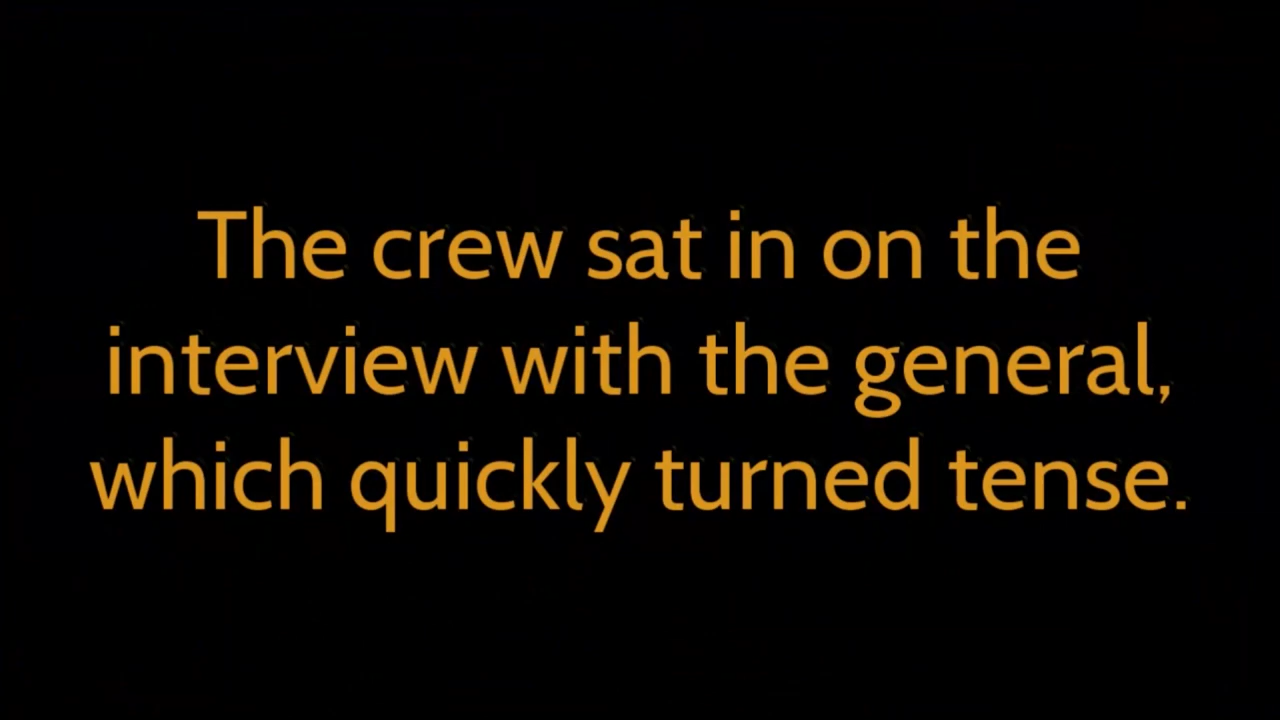 The crew sat in on the
interview with the general,
which quickly turned tense.